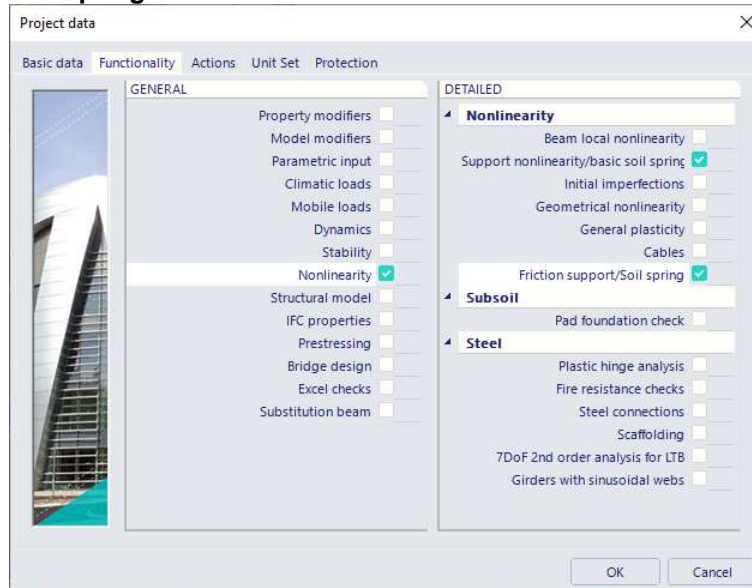 Project data
Basic data Functionality Actions Unit Set Protection
GENERAL
Property modifiers
Model modifiers
Parametric input
Climatic loads
Mobile loads
Dynamics
Stability
Nonlinearity
Structural model
IFC properties
Prestressing
Bridge design
Excel checks
Substitution beam
DETAILED
Nonlinearity
Beam local nonlinearity
Support nonlinearity/basic soil spring
Initial imperfections
Geometrical nonlinearity
General plasticity
Cables
Friction support/Soil spring
Subsoil
Pad foundation check
Steel
Plastic hinge analysis
Fire resistance checks
Steel connections
Scaffolding
7DoF 2nd order analysis for LTB
Girders with sinusoidal webs
OK Cancel